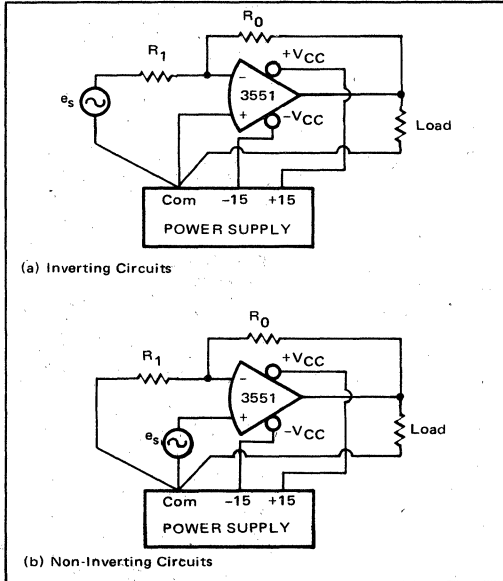 R0
+VCC
R1
−
3551
es
+
−VCC
Load
Com −15 +15
POWER SUPPLY
(a) Inverting Circuits
R0
+VCC
R1
−
3551
+
es
−VCC
Load
Com −15 +15
POWER SUPPLY
(b) Non-Inverting Circuits